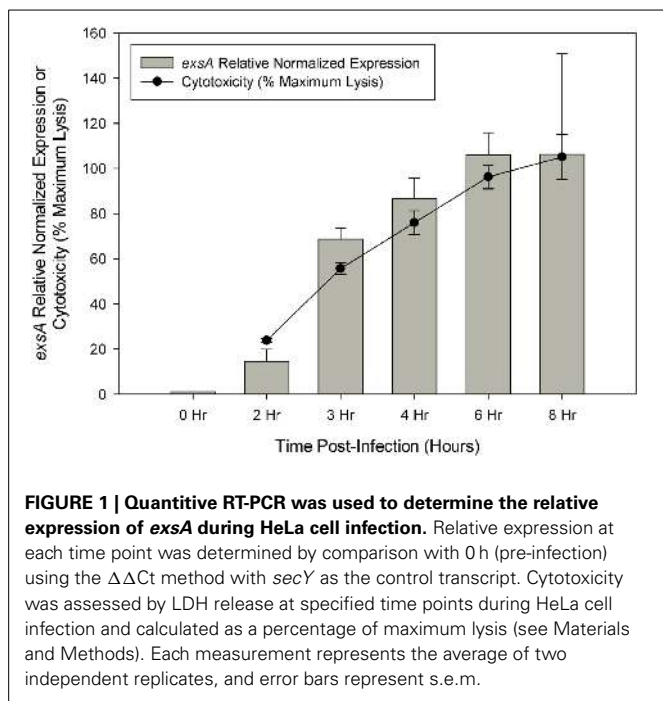 160
140
120
100
80
60
40
20
0
exsA Relative Normalized Expression or
Cytotoxicity (% Maximum Lysis)
exsA Relative Normalized Expression
Cytotoxicity (% Maximum Lysis)
0 Hr 2 Hr 3 Hr 4 Hr 6 Hr 8 Hr
Time Post-Infection (Hours)
FIGURE 1 | Quantitive RT-PCR was used to determine the relative
expression of exsA during HeLa cell infection. Relative expression at
each time point was determined by comparison with 0 h (pre-infection)
using the ΔΔCt method with secY as the control transcript. Cytotoxicity
was assessed by LDH release at specified time points during HeLa cell
infection and calculated as a percentage of maximum lysis (see Materials
and Methods). Each measurement represents the average of two
independent replicates, and error bars represent s.e.m.